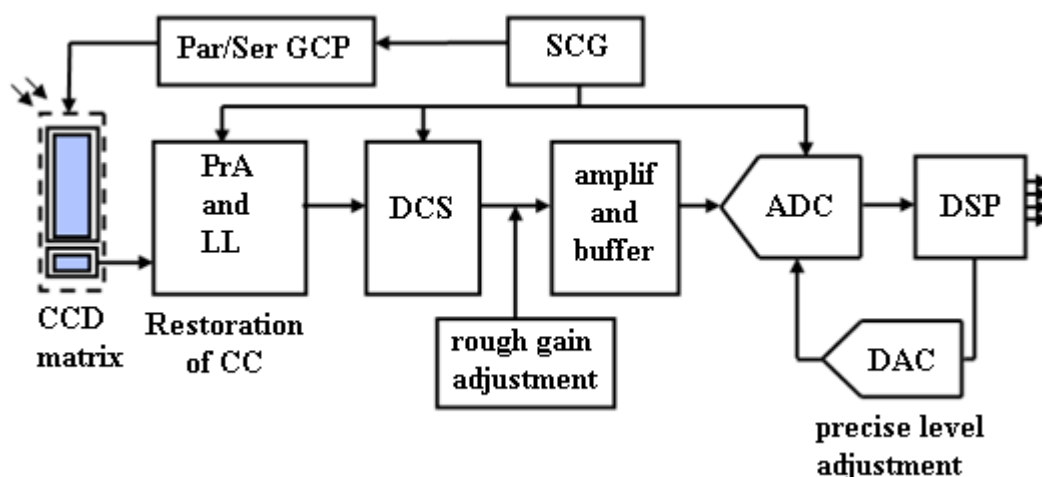 Par/Ser GCP
SCG
PrA
and
LL
DCS
amplif
and
buffer
ADC
DSP
CCD
matrix
Restoration
of CC
rough gain
adjustment
DAC
precise level
adjustment